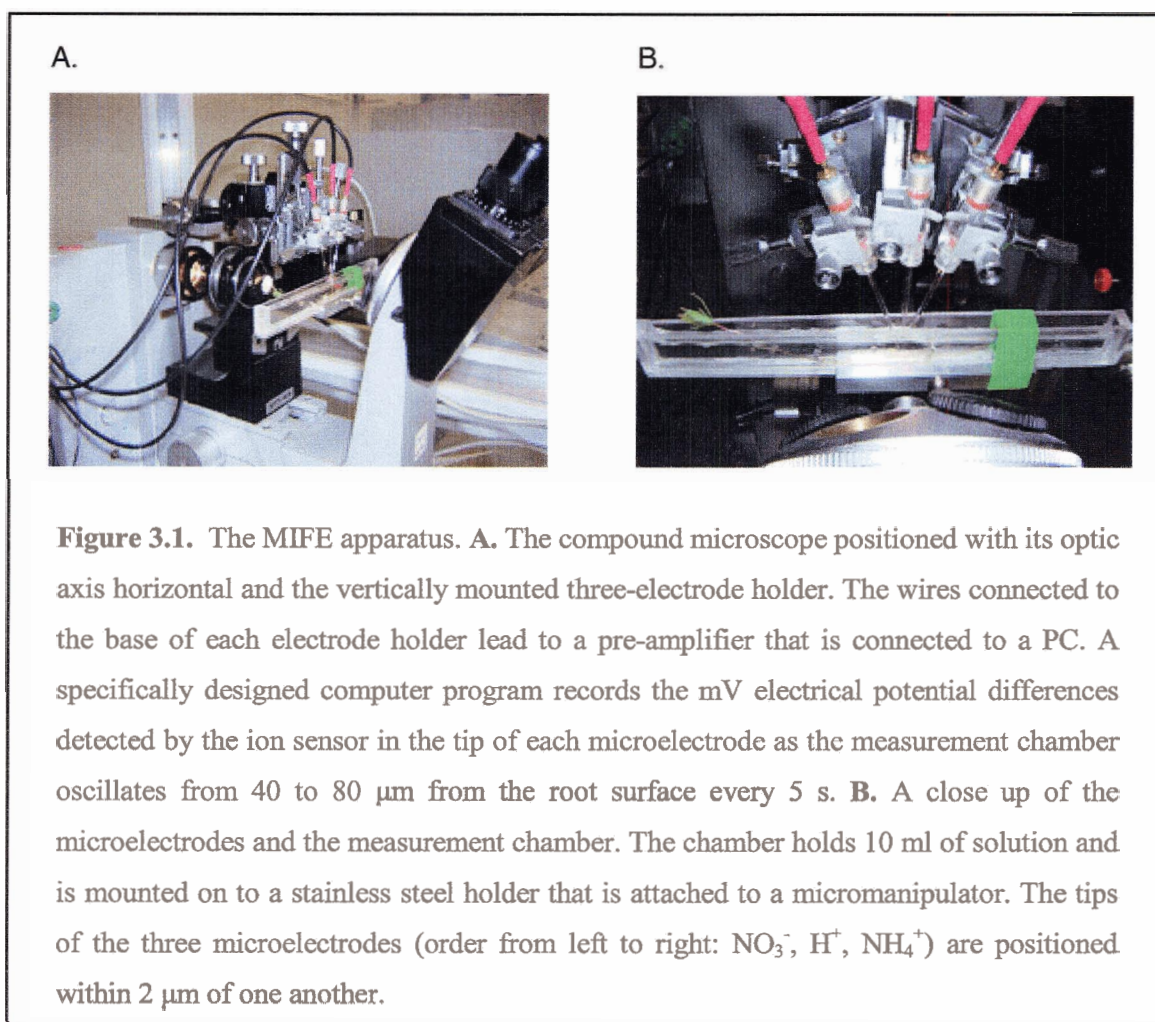 A.
B.
Figure 3.1. The MIFE apparatus. A. The compound microscope positioned with its optic
axis horizontal and the vertically mounted three-electrode holder. The wires connected to
the base of each electrode holder lead to a pre-amplifier that is connected to a PC. A
specifically designed computer program records the mV electrical potential differences
detected by the ion sensor in the tip of each microelectrode as the measurement chamber
oscillates from 40 to 80 μm from the root surface every 5 s. B. A close up of the
microelectrodes and the measurement chamber. The chamber holds 10 ml of solution and
is mounted on to a stainless steel holder that is attached to a micromanipulator. The tips
of the three microelectrodes (order from left to right: NO₃⁻, H⁺, NH₄⁺) are positioned
within 2 μm of one another.